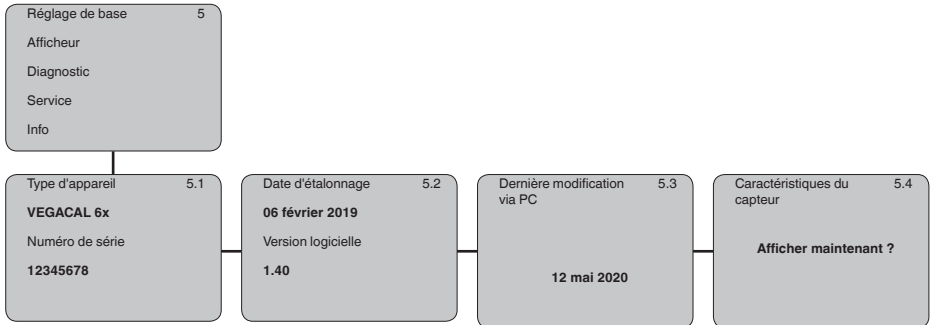 Réglage de base 5
Afficheur
Diagnostic
Service
Info
Type d'appareil 5.1
VEGACAL 6x
Numéro de série
12345678
Date d'étalonnage 5.2
06 février 2019
Version logicielle
1.40
Dernière modification 5.3
via PC
12 mai 2020
Caractéristiques du 5.4
capteur
Afficher maintenant ?